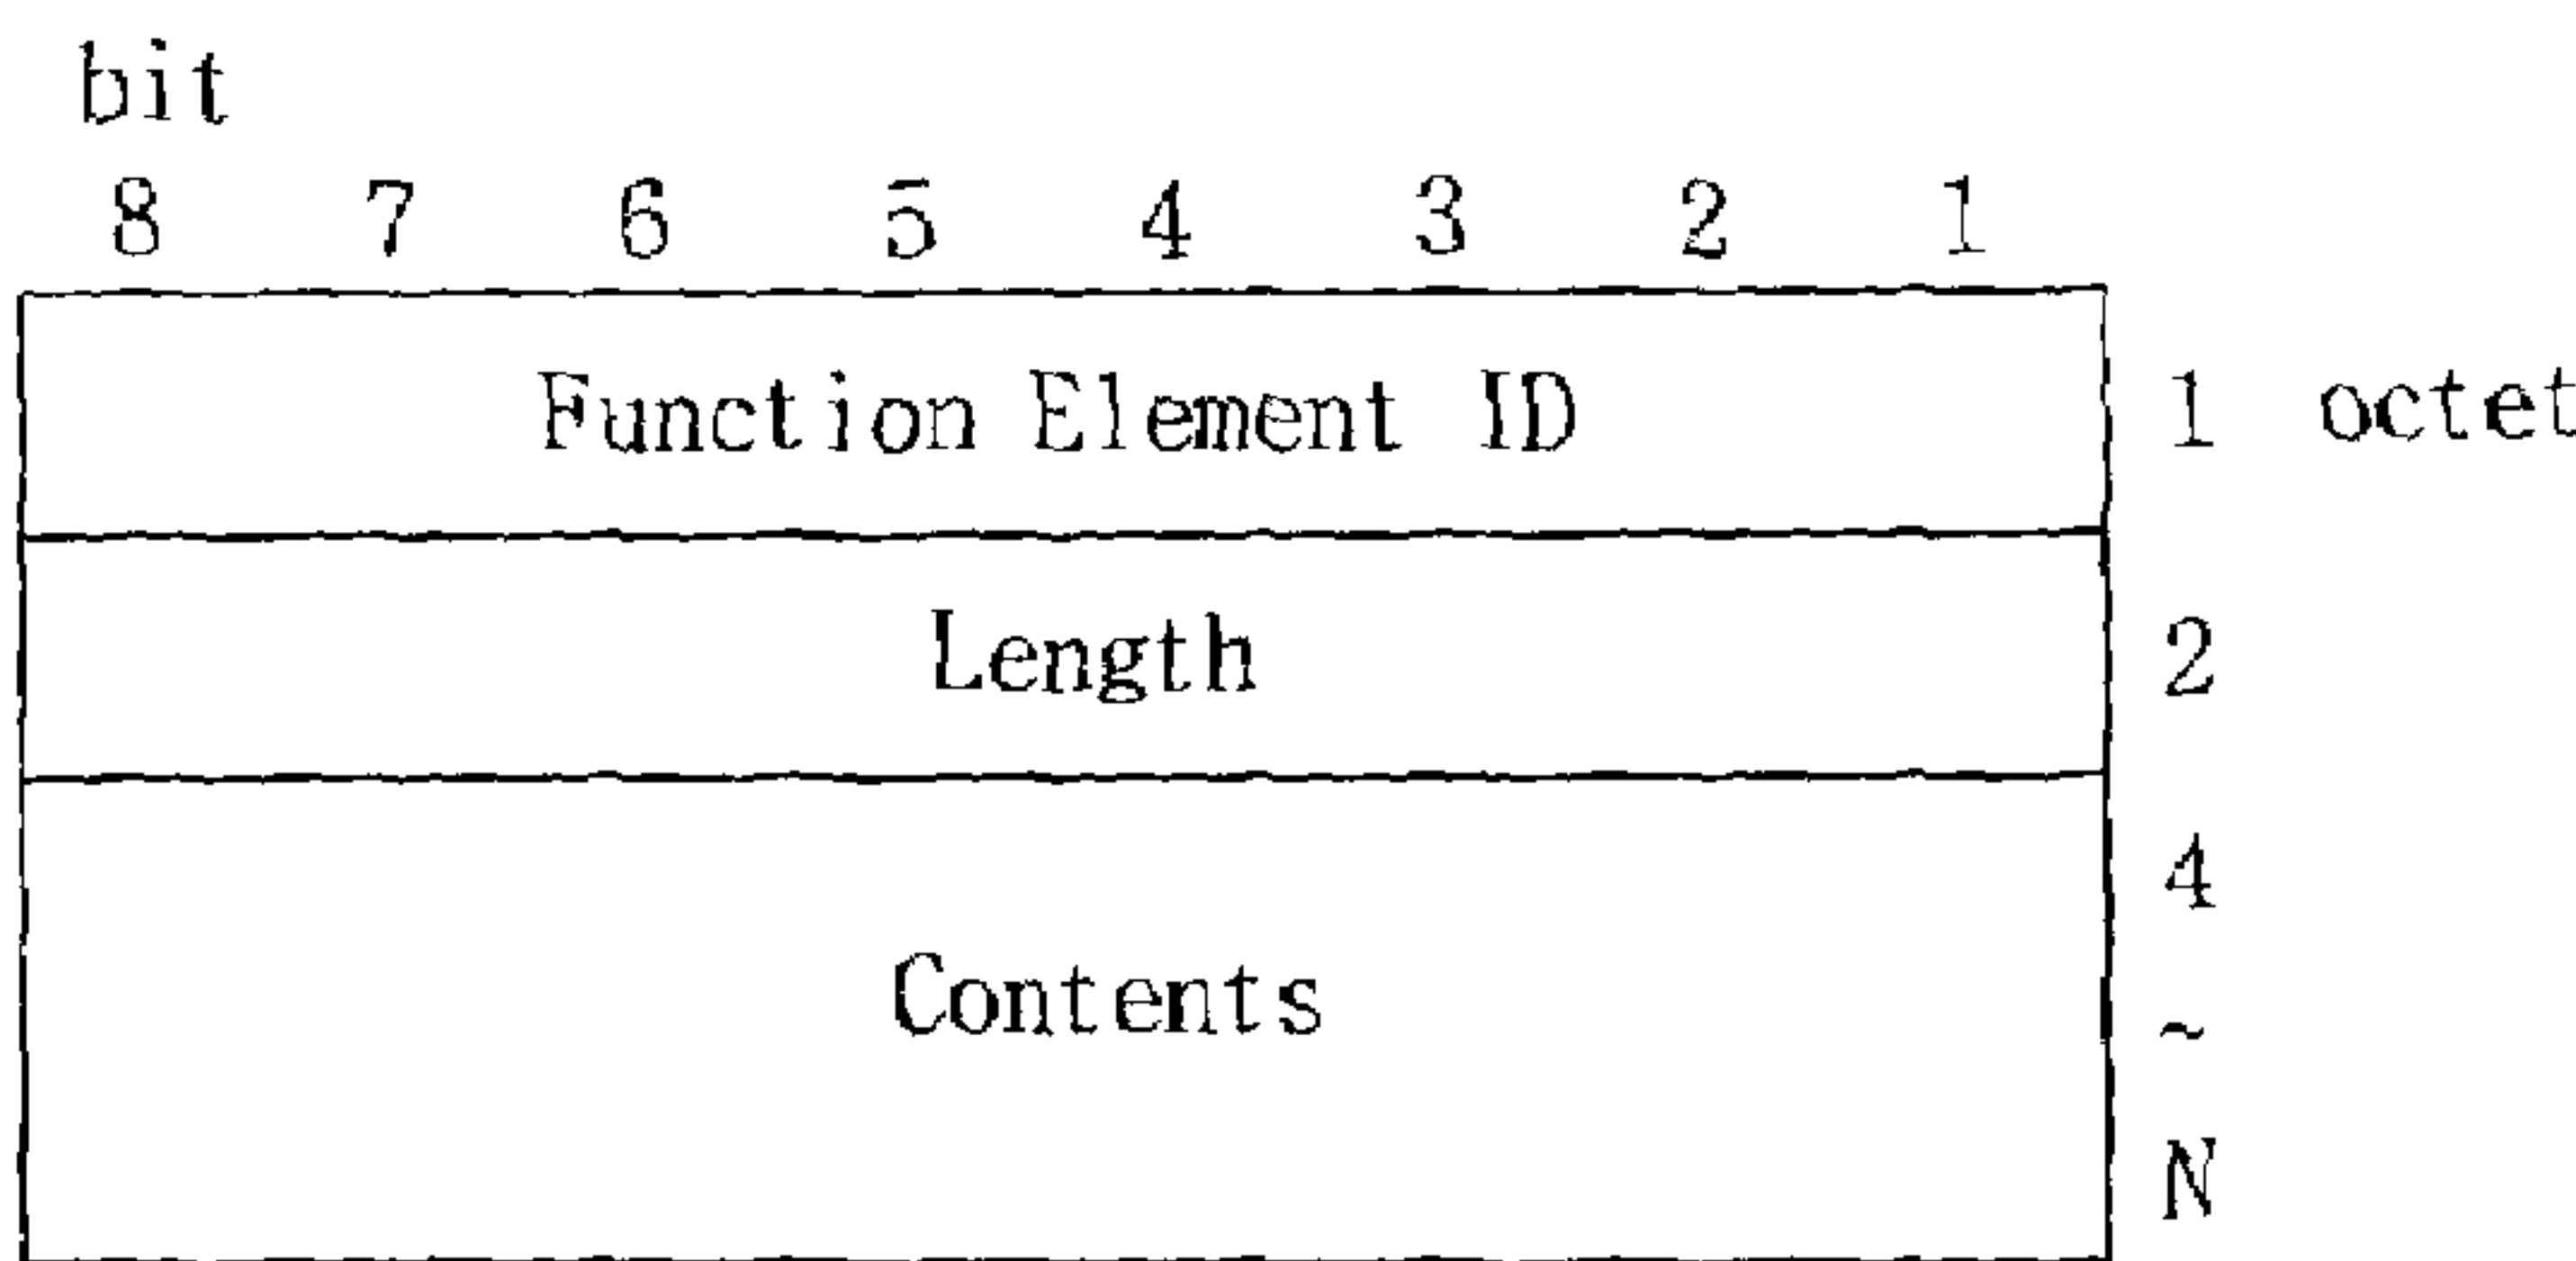 bit
8 7 6 5 4 3 2 1
Function Element ID 1 octet
Length 2
4
Contents ~
N